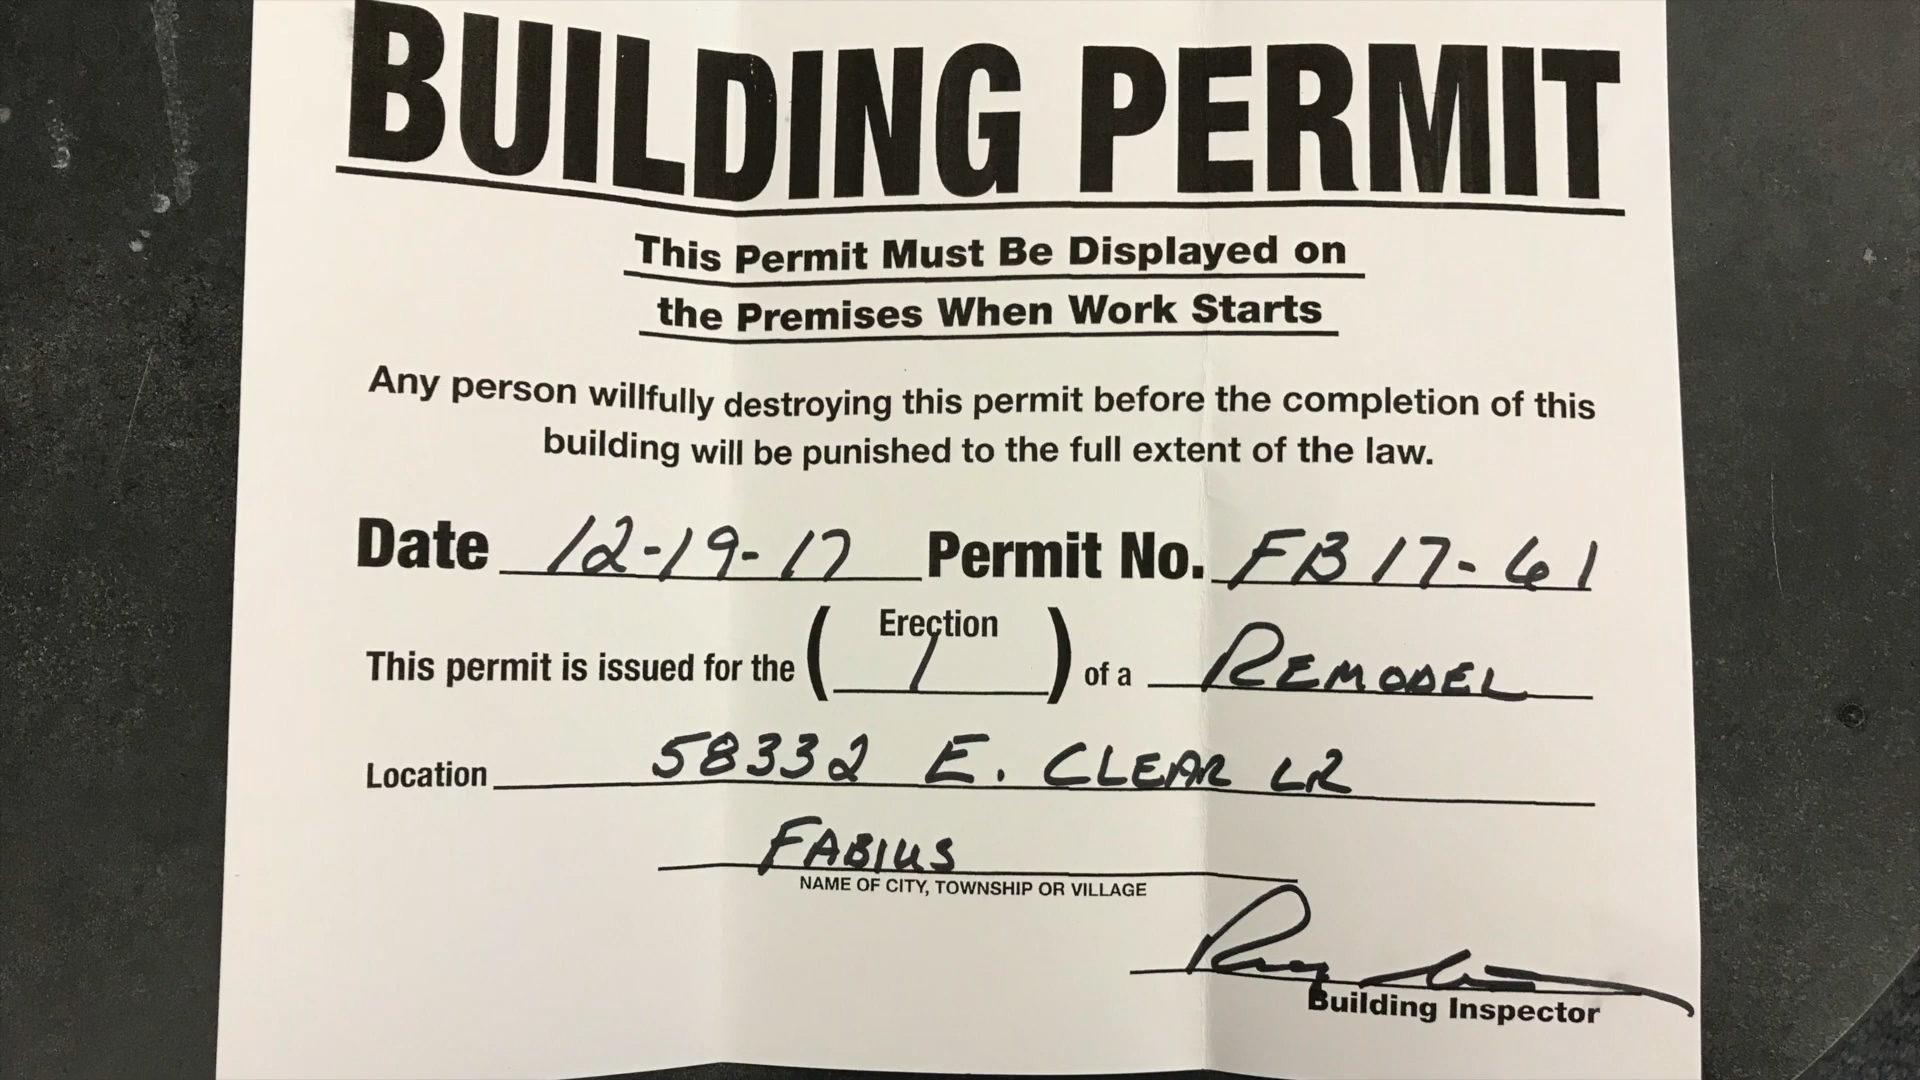 BUILDING PERMIT
This Permit Must Be Displayed on
the Premises When Work Starts
Any person willfully destroying this permit before the completion of this
building will be punished to the full extent of the law.
Date 12-19-17 Permit No. FB17-61
Erection
This permit is issued for the ( / ) of a REMODEL
Location 58332 E. CLEAR
FABIUS
NAME OF CITY, TOWNSHIP OR VILLAGE
Building Inspector